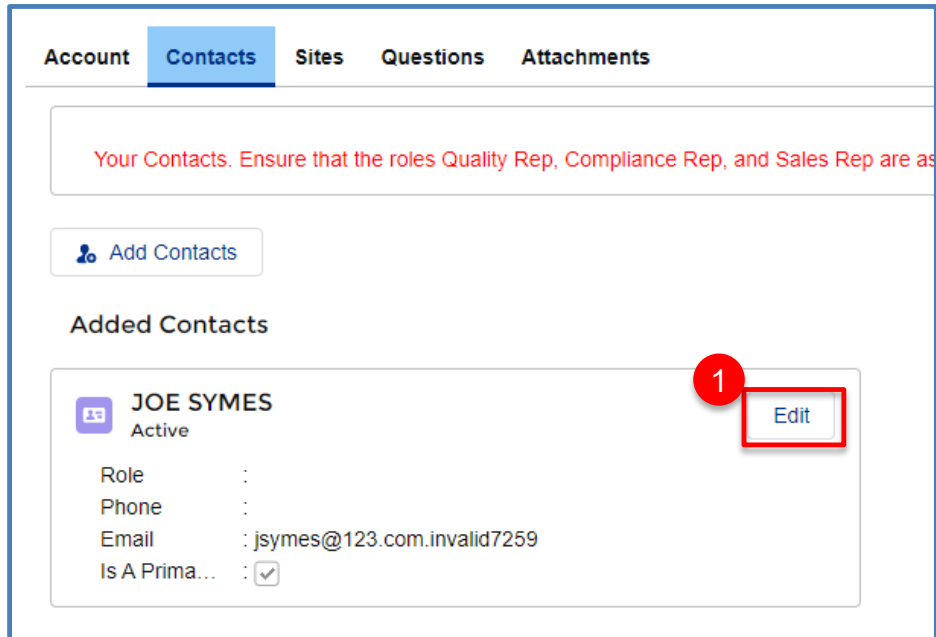 Account Contacts Sites Questions Attachments
Your Contacts. Ensure that the roles Quality Rep, Compliance Rep, and Sales Rep are as
Add Contacts
Added Contacts
1
JOE SYMES
Edit
Active
Role :
Phone :
Email : jsymes@123.com.invalid7259
Is A Prima... :